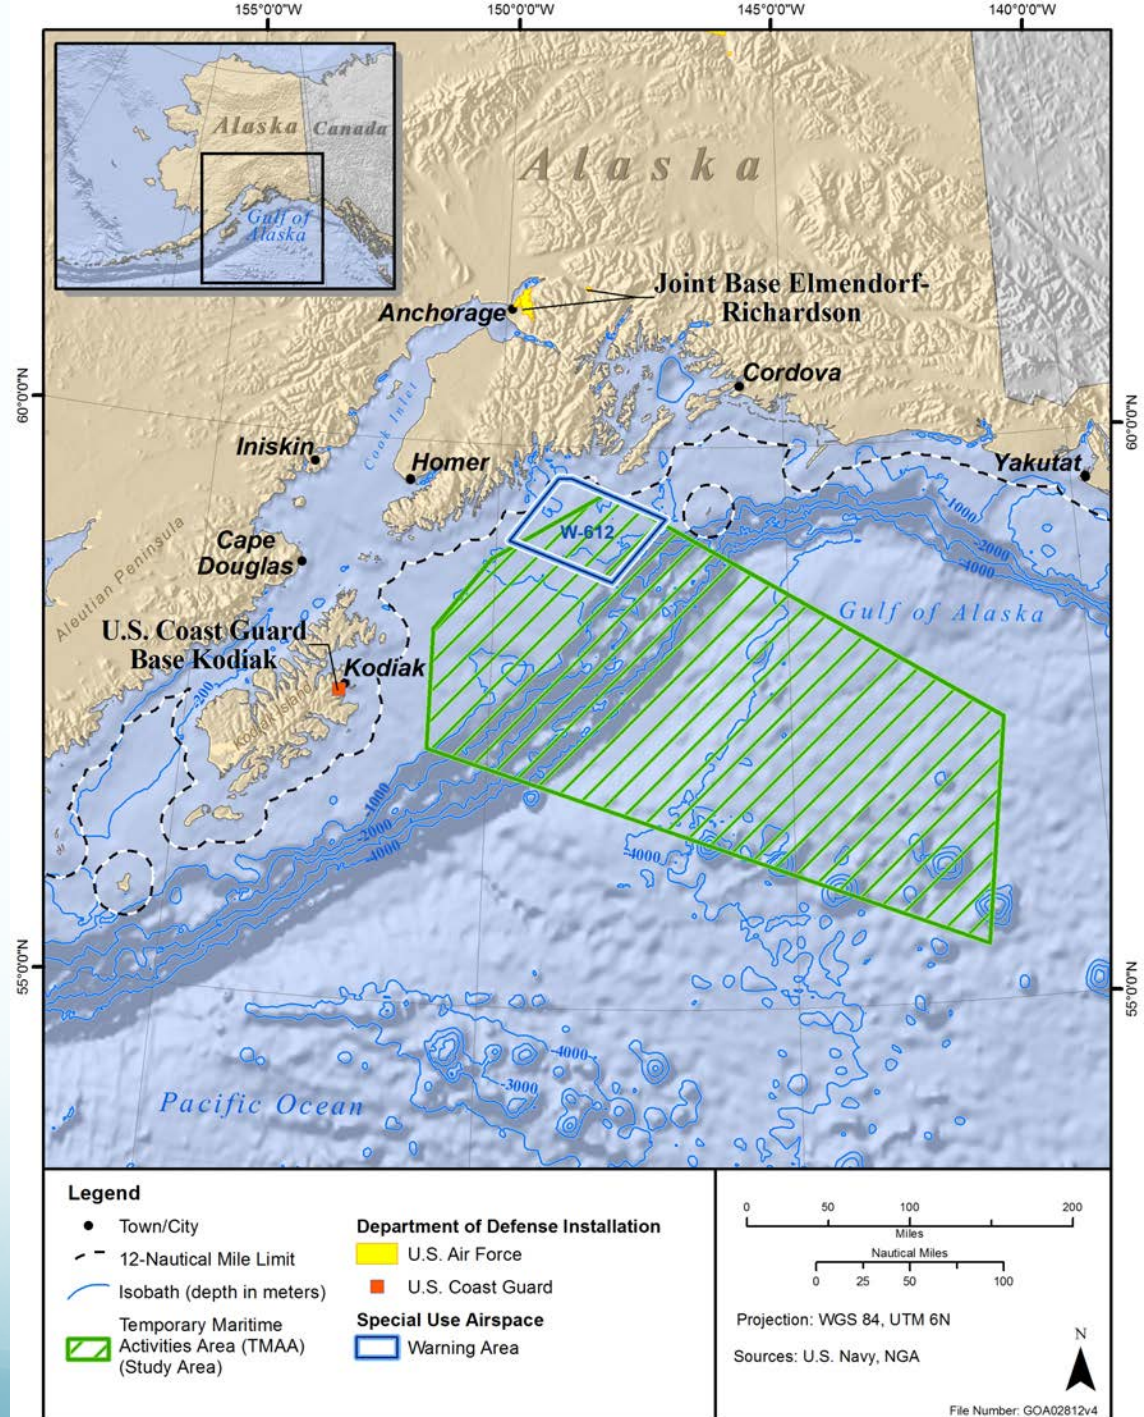 155°0'0"W
150°0'0"W
145°0'0"W
140°0'0"W
Alaska
Canada
Gulf of
Alaska
Alaska
Joint Base Elmendorf-
Richardson
Anchorage
Cordova
60°0'0"N
60°0'0"N
Cook Inlet
Iniskin
Homer
Yakutat
-1000
-2000
-4000
W-612
Cape
Douglas
Aleutian Peninsula
Gulf of Alaska
U.S. Coast Guard
Base Kodiak
Kodiak
-200
Kodiak Island
-1000
-2000
-4000
-4000
55°0'0"N
55°0'0"N
-4000
-3000
Pacific Ocean
Legend
Town/City
12-Nautical Mile Limit
Isobath (depth in meters)
Temporary Maritime
Activities Area (TMAA)
(Study Area)
Department of Defense Installation
U.S. Air Force
U.S. Coast Guard
Special Use Airspace
Warning Area
0 50 100 200
Miles
Nautical Miles
0 25 50 100
Projection: WGS 84, UTM 6N
Sources: U.S. Navy, NGA
N
File Number: GOA02812v4